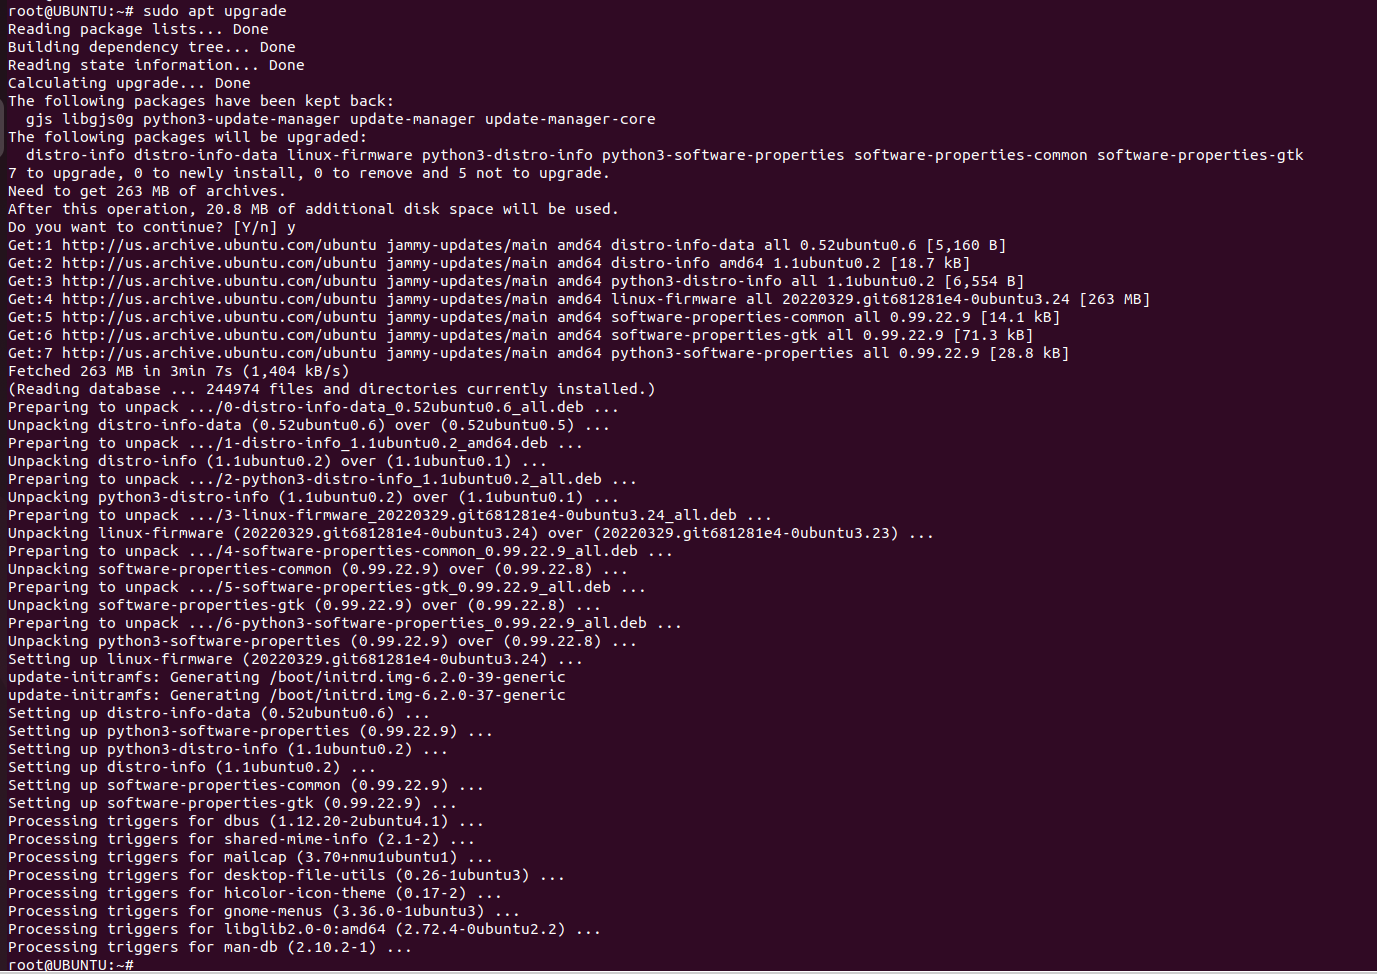 root@UBUNTU:~# sudo apt upgrade
Reading package lists... Done
Building dependency tree... Done
Reading state information... Done
Calculating upgrade... Done
The following packages have been kept back:
  gjs libgjs0g python3-update-manager update-manager update-manager-core
The following packages will be upgraded:
  distro-info distro-info-data linux-firmware python3-distro-info python3-software-properties software-properties-common software-properties-gtk
7 to upgrade, 0 to newly install, 0 to remove and 5 not to upgrade.
Need to get 263 MB of archives.
After this operation, 20.8 MB of additional disk space will be used.
Do you want to continue? [Y/n] y
Get:1 http://us.archive.ubuntu.com/ubuntu jammy-updates/main amd64 distro-info-data all 0.52ubuntu0.6 [5,160 B]
Get:2 http://us.archive.ubuntu.com/ubuntu jammy-updates/main amd64 distro-info amd64 1.1ubuntu0.2 [18.7 kB]
Get:3 http://us.archive.ubuntu.com/ubuntu jammy-updates/main amd64 python3-distro-info all 1.1ubuntu0.2 [6,554 B]
Get:4 http://us.archive.ubuntu.com/ubuntu jammy-updates/main amd64 linux-firmware all 20220329.git681281e4-0ubuntu3.24 [263 MB]
Get:5 http://us.archive.ubuntu.com/ubuntu jammy-updates/main amd64 software-properties-common all 0.99.22.9 [14.1 kB]
Get:6 http://us.archive.ubuntu.com/ubuntu jammy-updates/main amd64 software-properties-gtk all 0.99.22.9 [71.3 kB]
Get:7 http://us.archive.ubuntu.com/ubuntu jammy-updates/main amd64 python3-software-properties all 0.99.22.9 [28.8 kB]
Fetched 263 MB in 3min 7s (1,404 kB/s)
(Reading database ... 244974 files and directories currently installed.)
Preparing to unpack .../0-distro-info-data_0.52ubuntu0.6_all.deb ...
Unpacking distro-info-data (0.52ubuntu0.6) over (0.52ubuntu0.5) ...
Preparing to unpack .../1-distro-info_1.1ubuntu0.2_amd64.deb ...
Unpacking distro-info (1.1ubuntu0.2) over (1.1ubuntu0.1) ...
Preparing to unpack .../2-python3-distro-info_1.1ubuntu0.2_all.deb ...
Unpacking python3-distro-info (1.1ubuntu0.2) over (1.1ubuntu0.1) ...
Preparing to unpack .../3-linux-firmware_20220329.git681281e4-0ubuntu3.24_all.deb ...
Unpacking linux-firmware (20220329.git681281e4-0ubuntu3.24) over (20220329.git681281e4-0ubuntu3.23) ...
Preparing to unpack .../4-software-properties-common_0.99.22.9_all.deb ...
Unpacking software-properties-common (0.99.22.9) over (0.99.22.8) ...
Preparing to unpack .../5-software-properties-gtk_0.99.22.9_all.deb ...
Unpacking software-properties-gtk (0.99.22.9) over (0.99.22.8) ...
Preparing to unpack .../6-python3-software-properties_0.99.22.9_all.deb ...
Unpacking python3-software-properties (0.99.22.9) over (0.99.22.8) ...
Setting up linux-firmware (20220329.git681281e4-0ubuntu3.24) ...
update-initramfs: Generating /boot/initrd.img-6.2.0-39-generic
update-initramfs: Generating /boot/initrd.img-6.2.0-37-generic
Setting up distro-info-data (0.52ubuntu0.6) ...
Setting up python3-software-properties (0.99.22.9) ...
Setting up python3-distro-info (1.1ubuntu0.2) ...
Setting up distro-info (1.1ubuntu0.2) ...
Setting up software-properties-common (0.99.22.9) ...
Setting up software-properties-gtk (0.99.22.9) ...
Processing triggers for dbus (1.12.20-2ubuntu4.1) ...
Processing triggers for shared-mime-info (2.1-2) ...
Processing triggers for mailcap (3.70+nmu1ubuntu1) ...
Processing triggers for desktop-file-utils (0.26-1ubuntu3) ...
Processing triggers for hicolor-icon-theme (0.17-2) ...
Processing triggers for gnome-menus (3.36.0-1ubuntu3) ...
Processing triggers for libglib2.0-0:amd64 (2.72.4-0ubuntu2.2) ...
Processing triggers for man-db (2.10.2-1) ...
root@UBUNTU:~#